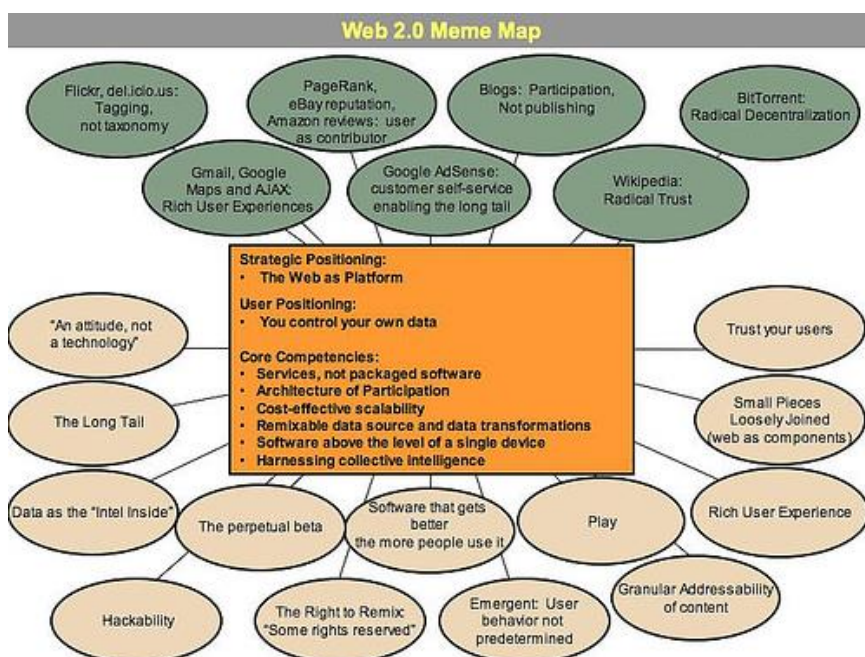 Web 2.0 Meme Map
Flickr, del.icio.us:
Tagging,
not taxonomy
PageRank,
eBay reputation,
Amazon reviews: user
as contributor
Blogs: Participation,
Not publishing
BitTorrent:
Radical Decentralization
Gmail, Google
Maps and AJAX:
Rich User Experiences
Google AdSense:
customer self-service
enabling the long tail
Wikipedia:
Radical Trust
Strategic Positioning:
• The Web as Platform
User Positioning:
• You control your own data
Core Competencies:
• Services, not packaged software
• Architecture of Participation
• Cost-effective scalability
• Remixable data source and data transformations
• Software above the level of a single device
• Harnessing collective intelligence
"An attitude, not
a technology"
Trust your users
The Long Tail
Small Pieces
Loosely Joined
(web as components)
Data as the "Intel Inside"
The perpetual beta
Software that gets
better
the more people use it
Play
Rich User Experience
Hackability
The Right to Remix:
"Some rights reserved"
Emergent: User
behavior not
predetermined
Granular Addressability
of content